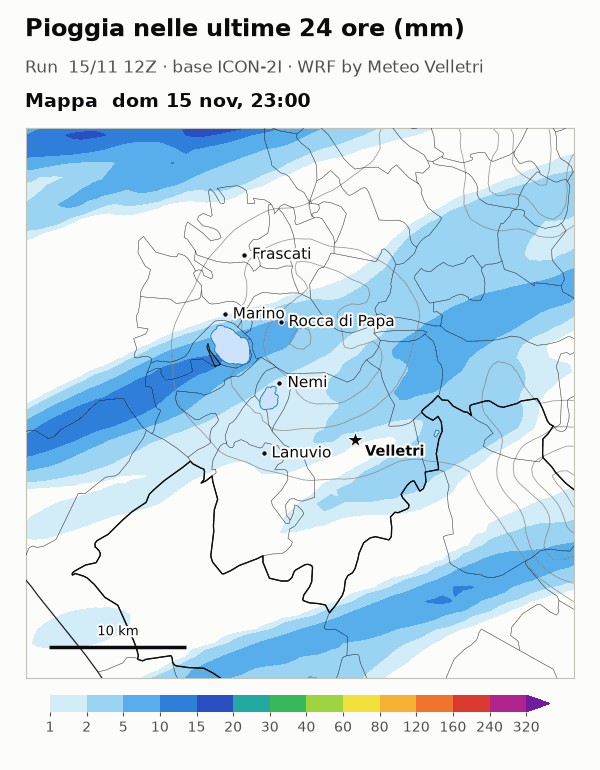 Pioggia nelle ultime 24 ore (mm)
Run 15/11 12Z · base ICON-2I · WRF by Meteo Velletri
Mappa dom 15 nov, 23:00
Frascati
Marino
Rocca di Papa
Nemi
Velletri
Lanuvio
10 km
1 2 5 10 15 20 30 40 60 80 120 160 240 320